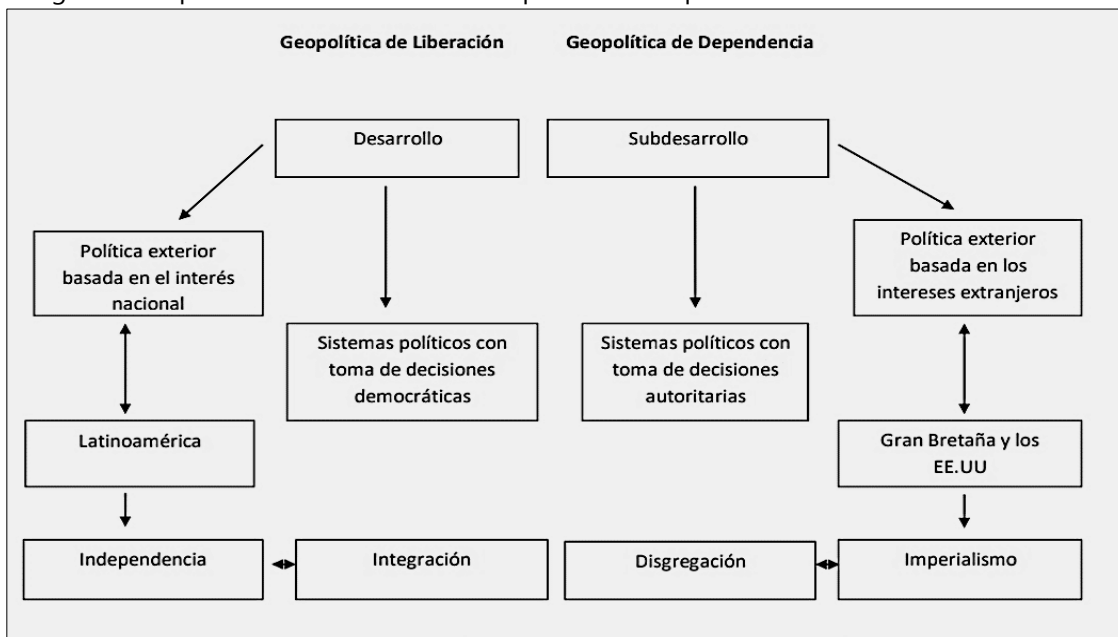 Geopolítica de Liberación
Geopolítica de Dependencia
Desarrollo
Subdesarrollo
Política exterior
basada en el interés
nacional
Política exterior
basada en los
intereses extranjeros
Sistemas políticos con
toma de decisiones
democráticas
Sistemas políticos con
toma de decisiones
autoritarias
Latinoamérica
Gran Bretaña y los
EE.UU
Independencia
Integración
Disgregación
Imperialismo